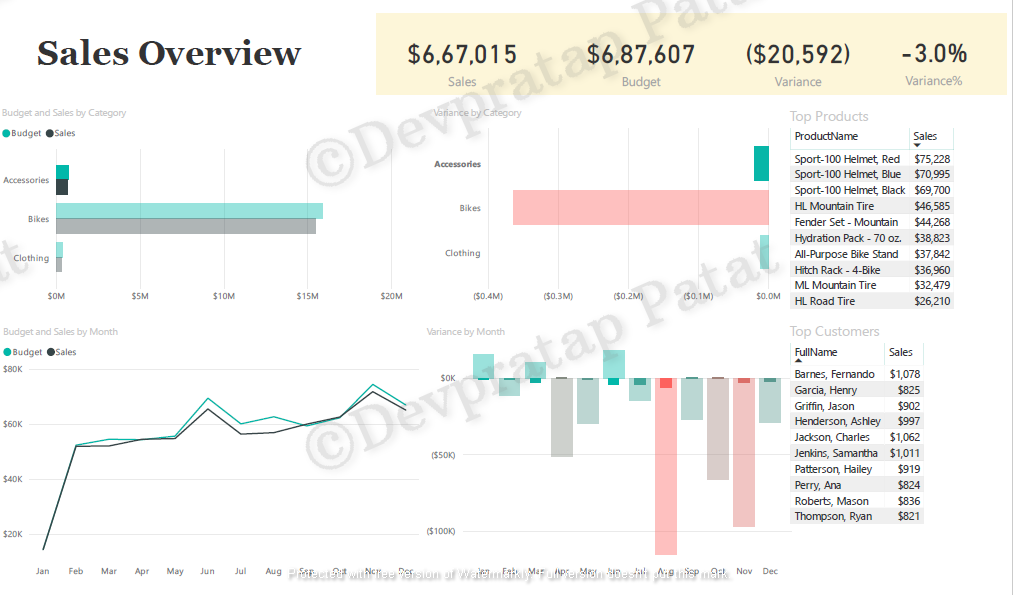 Sales Overview
$6,67,015
Sales
$6,87,607
Budget
($20,592)
Variance
-3.0%
Variance%
Budget and Sales by Category
Budget Sales
Accessories
Bikes
Clothing
$0M $5M $10M $15M $20M
Variance by Category
Accessories
Bikes
Clothing
($0.4M) ($0.3M) ($0.2M) ($0.1M) $0.0M
Top Products
ProductName Sales
Sport-100 Helmet, Red $75,228
Sport-100 Helmet, Blue $70,995
Sport-100 Helmet, Black $69,700
HL Mountain Tire $46,585
Fender Set - Mountain $44,268
Hydration Pack - 70 oz. $38,823
All-Purpose Bike Stand $37,842
Hitch Rack - 4-Bike $36,960
ML Mountain Tire $32,479
HL Road Tire $26,210
Budget and Sales by Month
Budget Sales
$80K
$60K
$40K
$20K
Jan Feb Mar Apr May Jun Jul Aug Sep Oct Nov Dec
Variance by Month
$0K
($50K)
($100K)
Jan Feb Mar Apr May Jun Jul Aug Sep Oct Nov Dec
Top Customers
FullName Sales
Barnes, Fernando $1,078
Garcia, Henry $825
Griffin, Jason $902
Henderson, Ashley $997
Jackson, Charles $1,062
Jenkins, Samantha $1,011
Patterson, Hailey $919
Perry, Ana $824
Roberts, Mason $836
Thompson, Ryan $821
©Devpratap Patat
©Devpratap Patat
Protected with free version of Watermarkly. Full version doesn't put this mark.